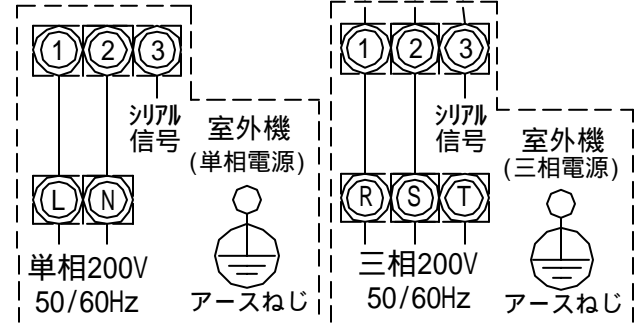 1 2 3
シリアル
信号
室外機
(単相電源)
L N
単相200V
50/60Hz
アースねじ
1 2 3
シリアル
信号
室外機
(三相電源)
R S T
三相200V
50/60Hz
アースねじ